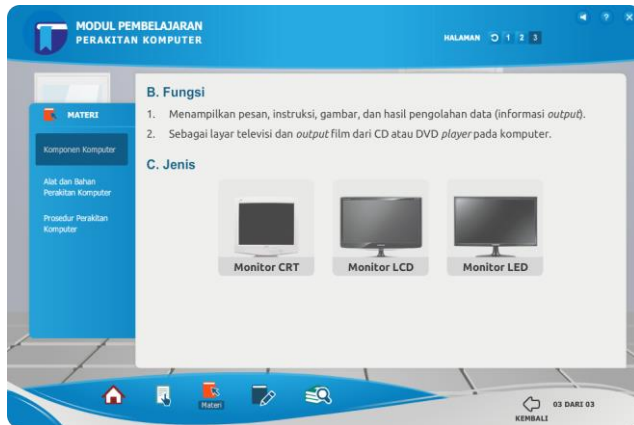 MODUL PEMBELAJARAN
PERAKITAN KOMPUTER
HALAMAN 1 2 3
?
X
MATERI
Komponen Komputer
Alat dan Bahan
Perakitan Komputer
Prosedur Perakitan
Komputer
B. Fungsi
1. Menampilkan pesan, instruksi, gambar, dan hasil pengolahan data (informasi output).
2. Sebagai layar televisi dan output film dari CD atau DVD player pada komputer.
C. Jenis
Monitor CRT
Monitor LCD
Monitor LED
Materi
03 DARI 03
KEMBALI